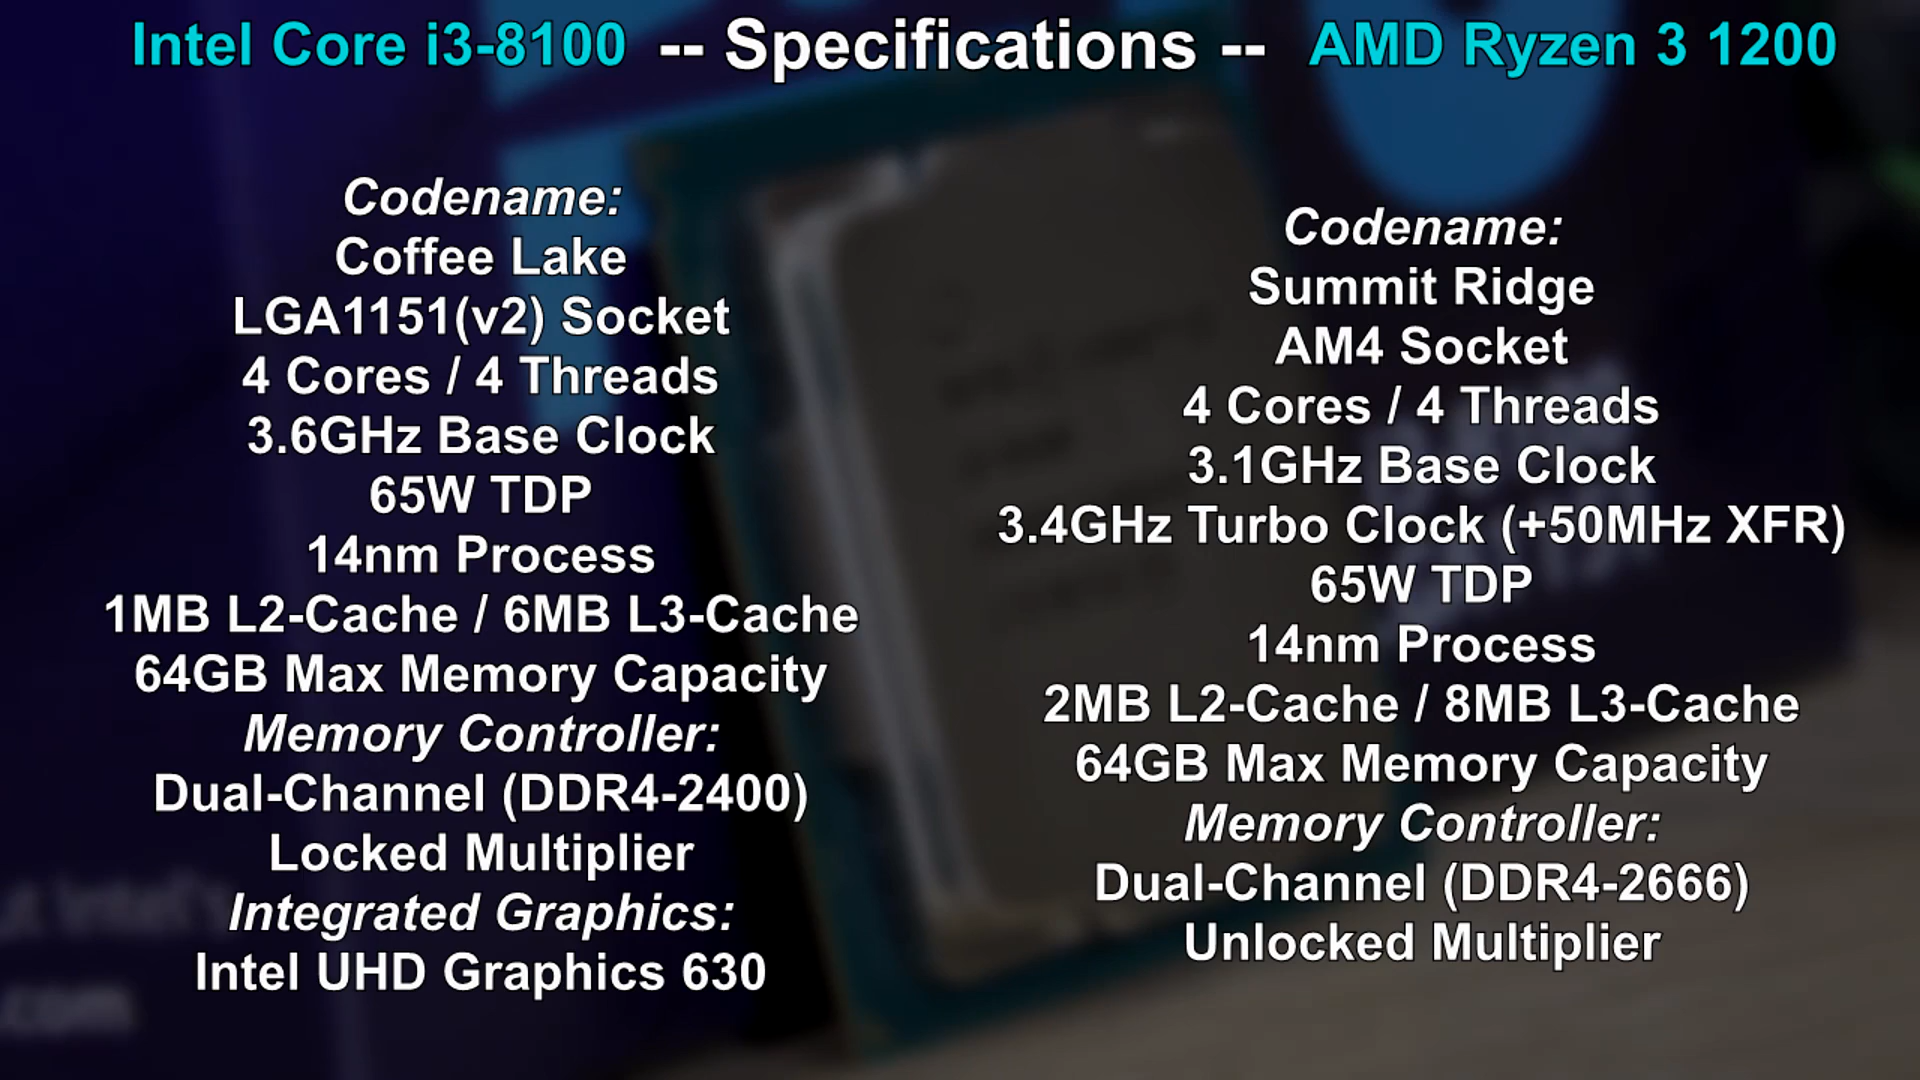 Intel Core i3-8100 -- Specifications -- AMD Ryzen 3 1200
Codename:
Coffee Lake
LGA1151(v2) Socket
4 Cores / 4 Threads
3.6GHz Base Clock
65W TDP
14nm Process
1MB L2-Cache / 6MB L3-Cache
64GB Max Memory Capacity
Memory Controller:
Dual-Channel (DDR4-2400)
Locked Multiplier
Integrated Graphics:
Intel UHD Graphics 630
Codename:
Summit Ridge
AM4 Socket
4 Cores / 4 Threads
3.1GHz Base Clock
3.4GHz Turbo Clock (+50MHz XFR)
65W TDP
14nm Process
2MB L2-Cache / 8MB L3-Cache
64GB Max Memory Capacity
Memory Controller:
Dual-Channel (DDR4-2666)
Unlocked Multiplier